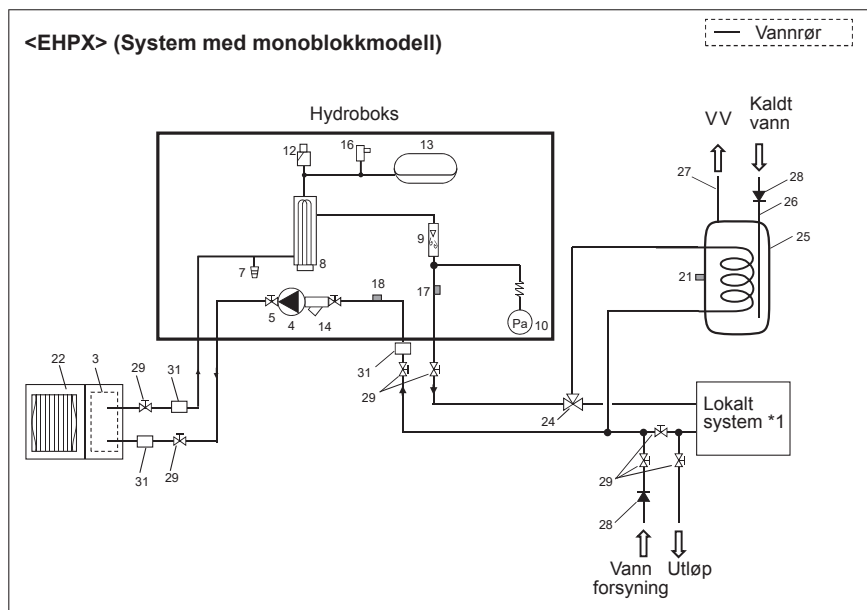 <EHPX> (System med monoblokkmodell)
Vannrør
Hydroboks
VV
Kaldt
vann
12
16
13
27
28
26
25
9
7
8
18
17
21
5
4
14
Pa
10
22
3
29
31
31
29
24
Lokalt
system *1
31
29
29
28
Vann
forsyning
Utløp